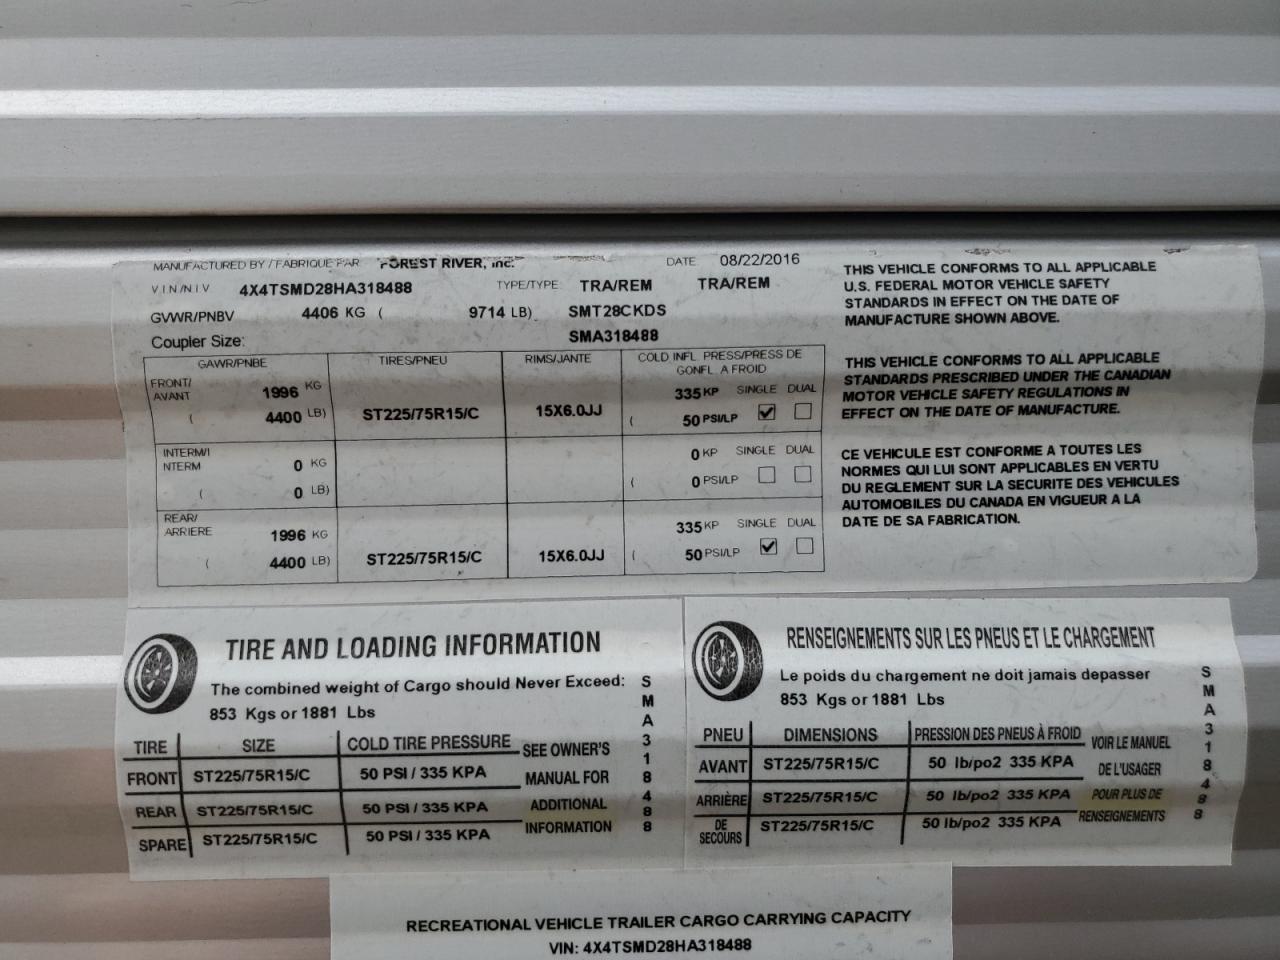 MANUFACTURED BY / FABRIQUE PAR FOREST RIVER, inc. DATE 08/22/2016
VIN/NIV 4X4TSMD28HA318488 TYPE/TYPE TRA/REM TRA/REM
GVWR/PNBV 4406 KG ( 9714 LB) SMT28CKDS
Coupler Size: SMA318488
GAWR/PNBE TIRES/PNEU RIMS/JANTE COLD INFL PRESS/PRESS DE
GONFL A FROID
FRONT/
AVANT 1996 KG 335 KP SINGLE DUAL
( 4400 LB) ST225/75R15/C 15X6.0JJ ( 50 PSI/LP
INTERM/I
NTERM 0 KG 0 KP SINGLE DUAL
( 0 LB) ( 0 PSI/LP
REAR/
ARRIERE 1996 KG 335 KP SINGLE DUAL
( 4400 LB) ST225/75R15/C 15X6.0JJ ( 50 PSI/LP
THIS VEHICLE CONFORMS TO ALL APPLICABLE
U.S. FEDERAL MOTOR VEHICLE SAFETY
STANDARDS IN EFFECT ON THE DATE OF
MANUFACTURE SHOWN ABOVE.
THIS VEHICLE CONFORMS TO ALL APPLICABLE
STANDARDS PRESCRIBED UNDER THE CANADIAN
MOTOR VEHICLE SAFETY REGULATIONS IN
EFFECT ON THE DATE OF MANUFACTURE.
CE VEHICULE EST CONFORME A TOUTES LES
NORMES QUI LUI SONT APPLICABLES EN VERTU
DU REGLEMENT SUR LA SECURITE DES VEHICULES
AUTOMOBILES DU CANADA EN VIGUEUR A LA
DATE DE SA FABRICATION.
TIRE AND LOADING INFORMATION
The combined weight of Cargo should Never Exceed:
853 Kgs or 1881 Lbs
TIRE SIZE COLD TIRE PRESSURE
FRONT ST225/75R15/C 50 PSI / 335 KPA
REAR ST225/75R15/C 50 PSI / 335 KPA
SPARE ST225/75R15/C 50 PSI / 335 KPA
SEE OWNER'S
MANUAL FOR
ADDITIONAL
INFORMATION
SMA318488
RENSEIGNEMENTS SUR LES PNEUS ET LE CHARGEMENT
Le poids du chargement ne doit jamais depasser
853 Kgs or 1881 Lbs
PNEU DIMENSIONS PRESSION DES PNEUS À FROID
AVANT ST225/75R15/C 50 lb/po2 335 KPA
ARRIÈRE ST225/75R15/C 50 lb/po2 335 KPA
DE
SECOURS ST225/75R15/C 50 lb/po2 335 KPA
VOIR LE MANUEL
DE L'USAGER
POUR PLUS DE
RENSEIGNEMENTS
SMA318488
RECREATIONAL VEHICLE TRAILER CARGO CARRYING CAPACITY
VIN: 4X4TSMD28HA318488